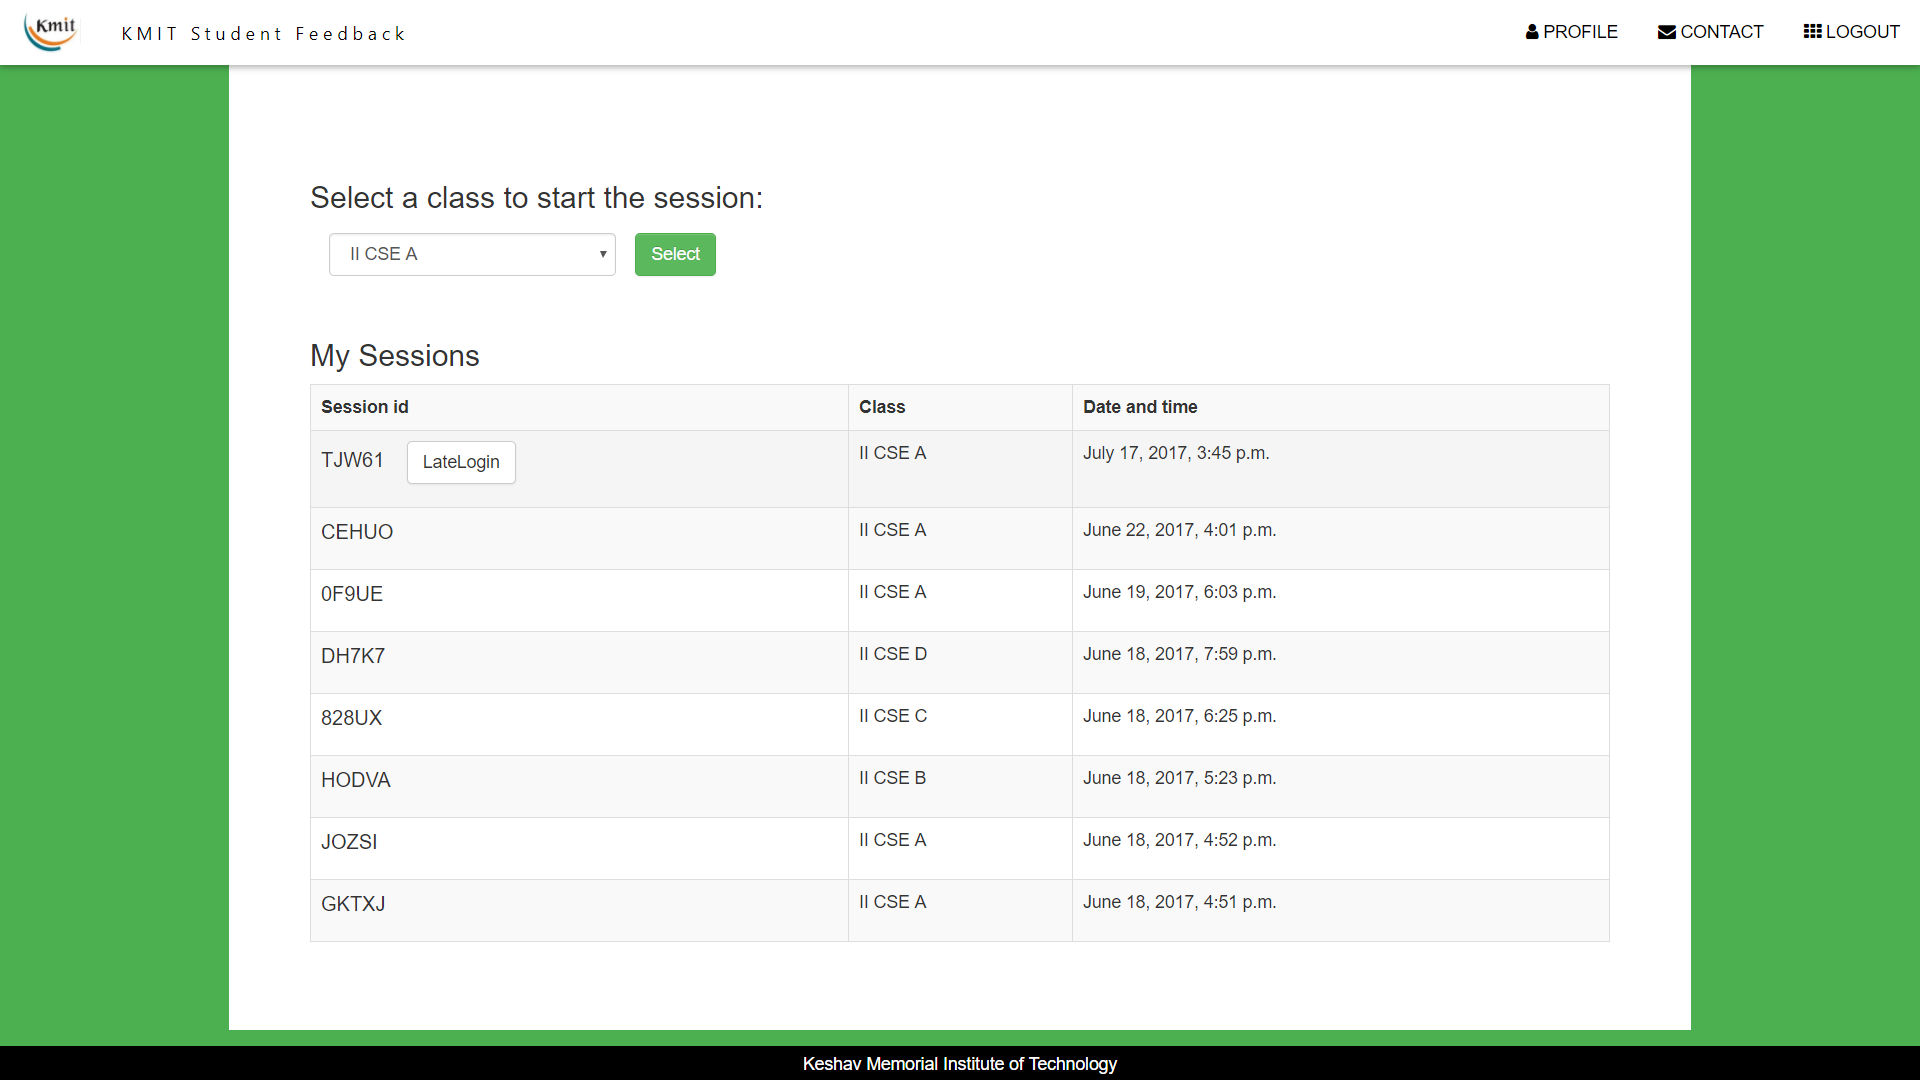 Kmit
KMIT Student Feedback
PROFILE
CONTACT
LOGOUT
Select a class to start the session:
II CSE A
Select
My Sessions
Session id Class Date and time
TJW61 LateLogin II CSE A July 17, 2017, 3:45 p.m.
CEHUO II CSE A June 22, 2017, 4:01 p.m.
0F9UE II CSE A June 19, 2017, 6:03 p.m.
DH7K7 II CSE D June 18, 2017, 7:59 p.m.
828UX II CSE C June 18, 2017, 6:25 p.m.
HODVA II CSE B June 18, 2017, 5:23 p.m.
JOZSI II CSE A June 18, 2017, 4:52 p.m.
GKTXJ II CSE A June 18, 2017, 4:51 p.m.
Keshav Memorial Institute of Technology